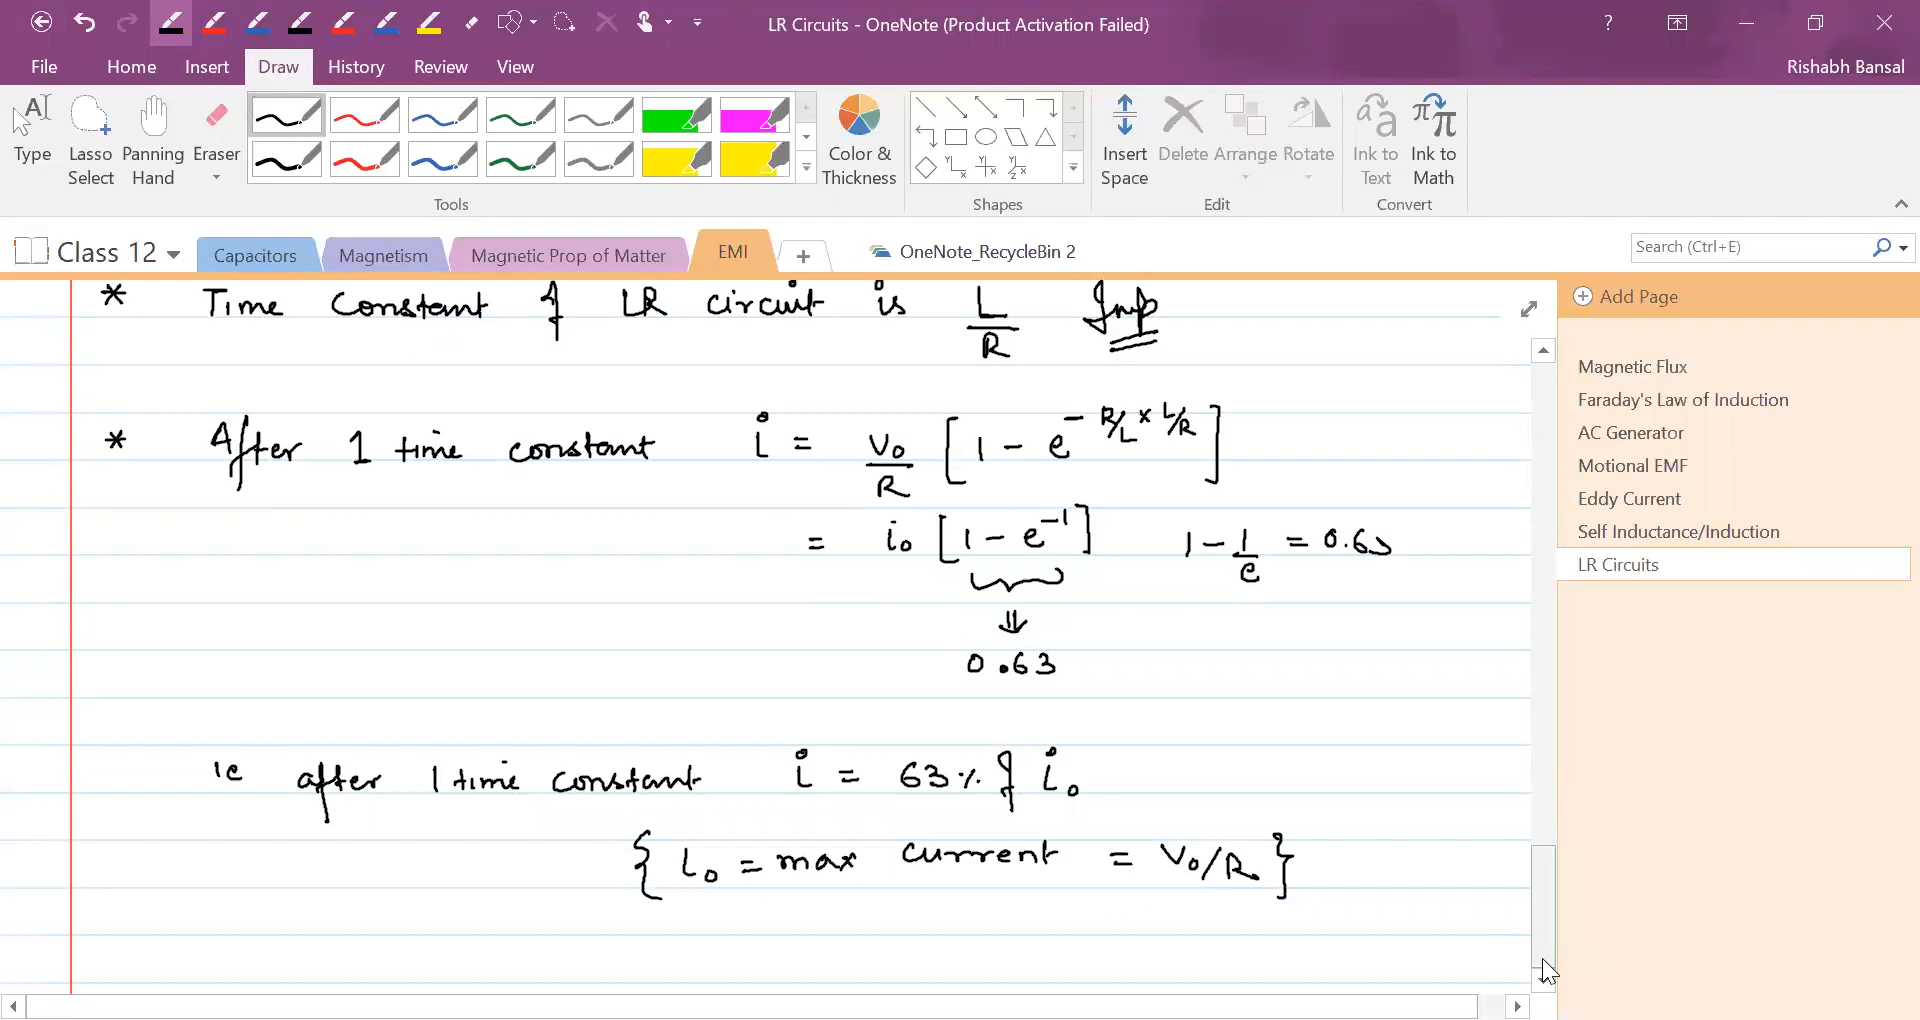 LR Circuits - OneNote (Product Activation Failed)
?
File Home Insert Draw History Review View
Rishabh Bansal
Type
Lasso Select
Panning Hand
Eraser
Color & Thickness
Insert Space
Delete
Arrange
Rotate
Ink to Text
Ink to Math
Tools
Shapes
Edit
Convert
Class 12
Capacitors
Magnetism
Magnetic Prop of Matter
EMI
+
OneNote_RecycleBin 2
Search (Ctrl+E)
Add Page
Magnetic Flux
Faraday's Law of Induction
AC Generator
Motional EMF
Eddy Current
Self Inductance/Induction
LR Circuits
* Time Constant of LR circuit is L/R Imp
* After 1 time constant i = V₀/R [1 - e^(-R/L × L/R)]
= i₀ [1 - e⁻¹] 1 - 1/e = 0.63
⇓
0.63
ie after 1 time constant i = 63% of i₀
{ i₀ = max current = V₀/R. }